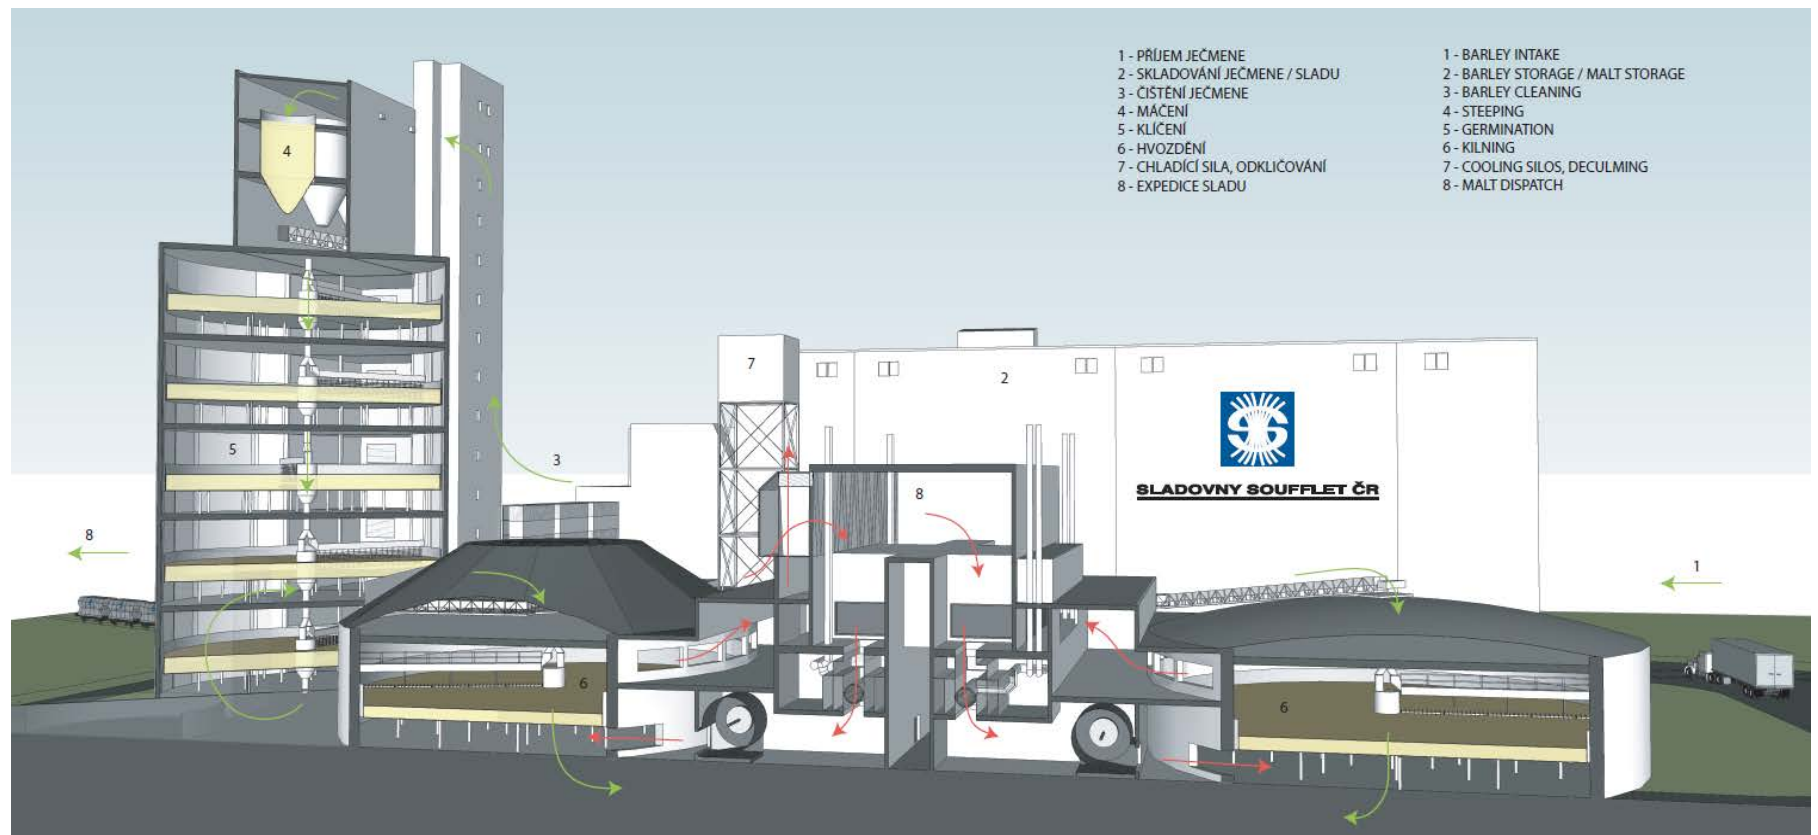 1 - PŘÍJEM JEČMENE
2 - SKLADOVÁNÍ JEČMENE / SLADU
3 - ČIŠTĚNÍ JEČMENE
4 - MÁČENÍ
5 - KLÍČENÍ
6 - HVOZDĚNÍ
7 - CHLADÍCÍ SILA, ODKLIČOVÁNÍ
8 - EXPEDICE SLADU
1 - BARLEY INTAKE
2 - BARLEY STORAGE / MALT STORAGE
3 - BARLEY CLEANING
4 - STEEPING
5 - GERMINATION
6 - KILNING
7 - COOLING SILOS, DECULMING
8 - MALT DISPATCH
4
7
2
5
3
SLADOVNY SOUFFLET ČR
8
8
1
6
6